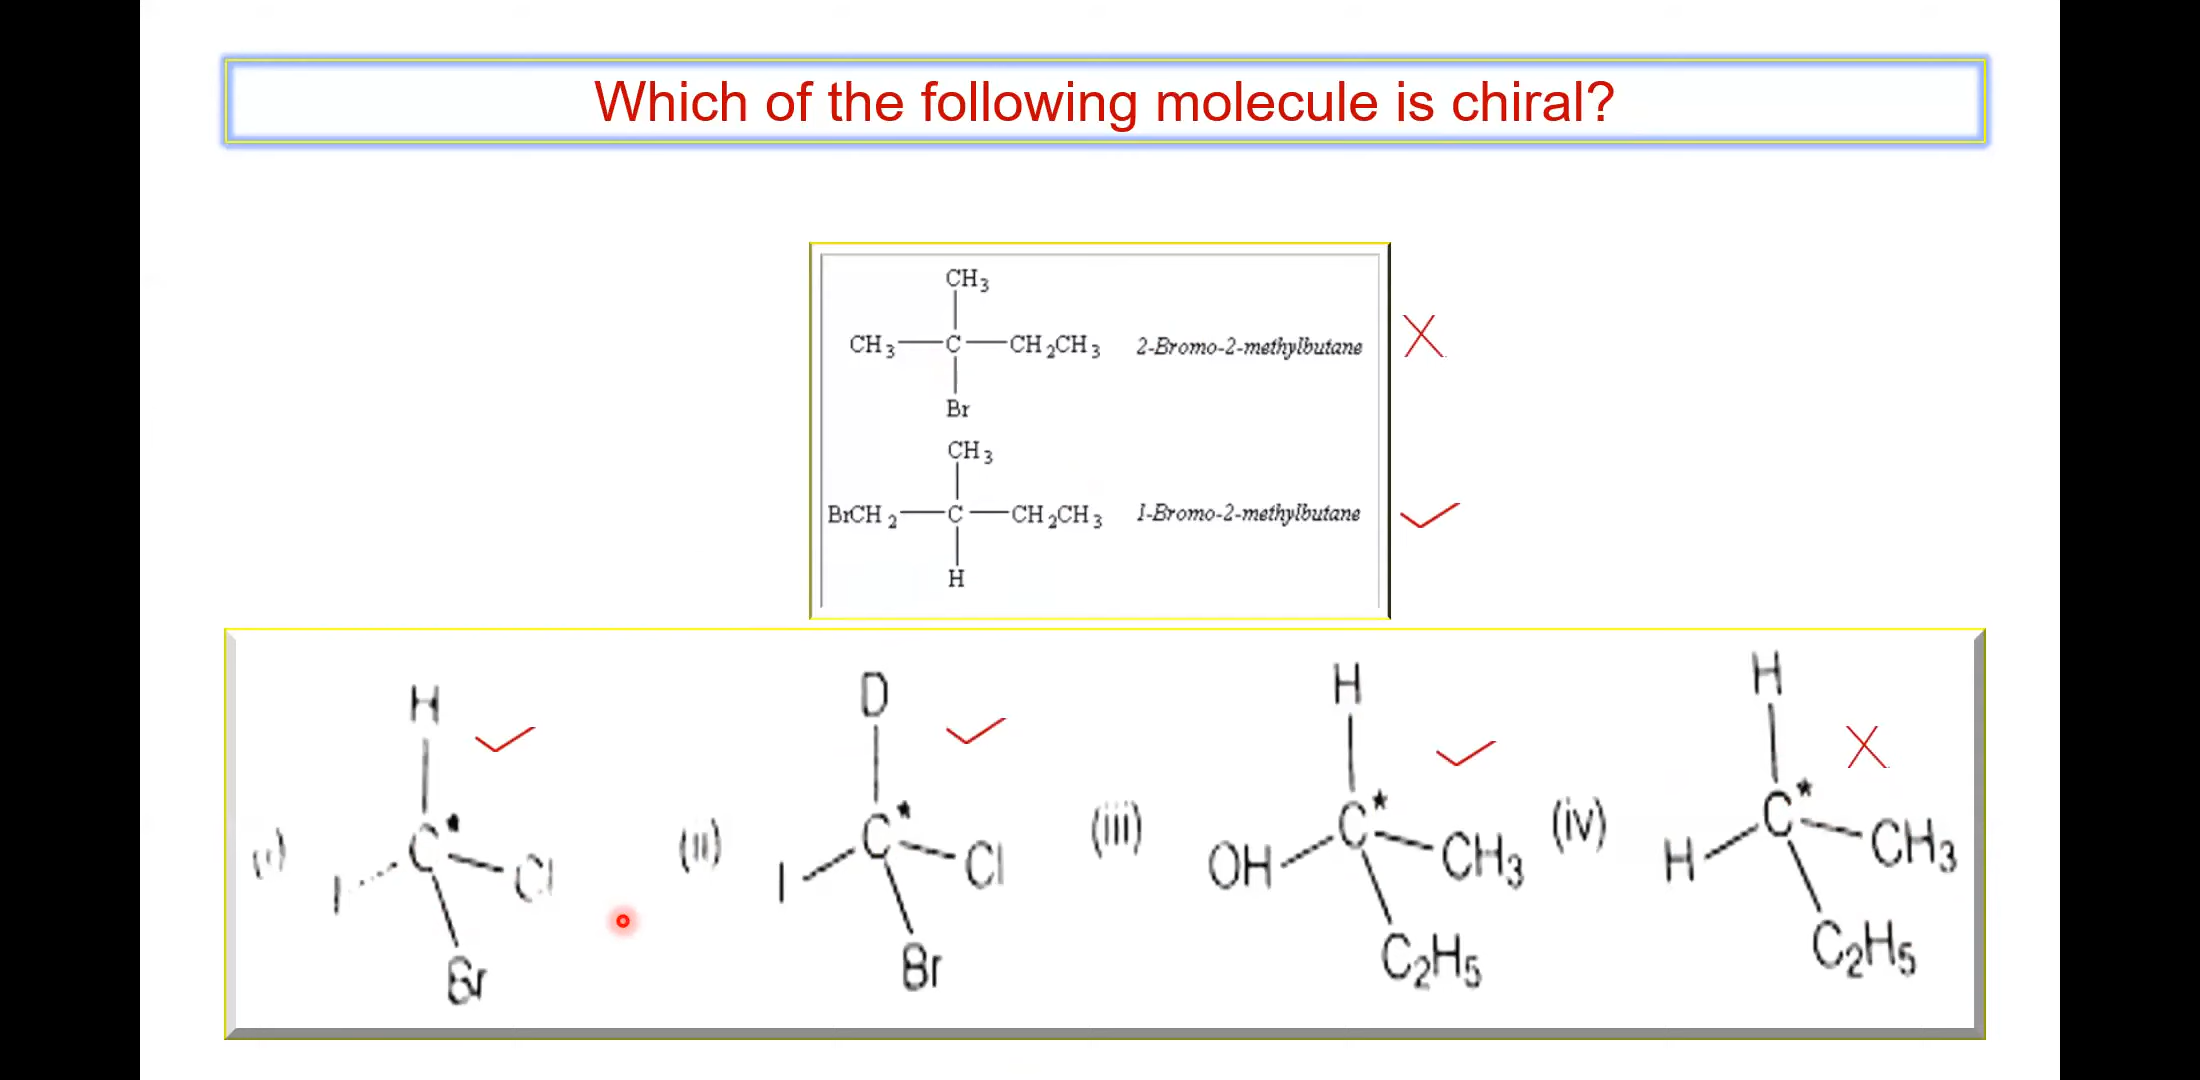 Which of the following molecule is chiral?
CH3
CH3 C CH2CH3 2-Bromo-2-methylbutane
Br
CH3
BrCH2 C CH2CH3 1-Bromo-2-methylbutane
H
H
(i) I C* Cl
Br
D
(ii) I C* Cl
Br
H
(iii) OH C* CH3
C2H5
H
(iv) H C* CH3
C2H5